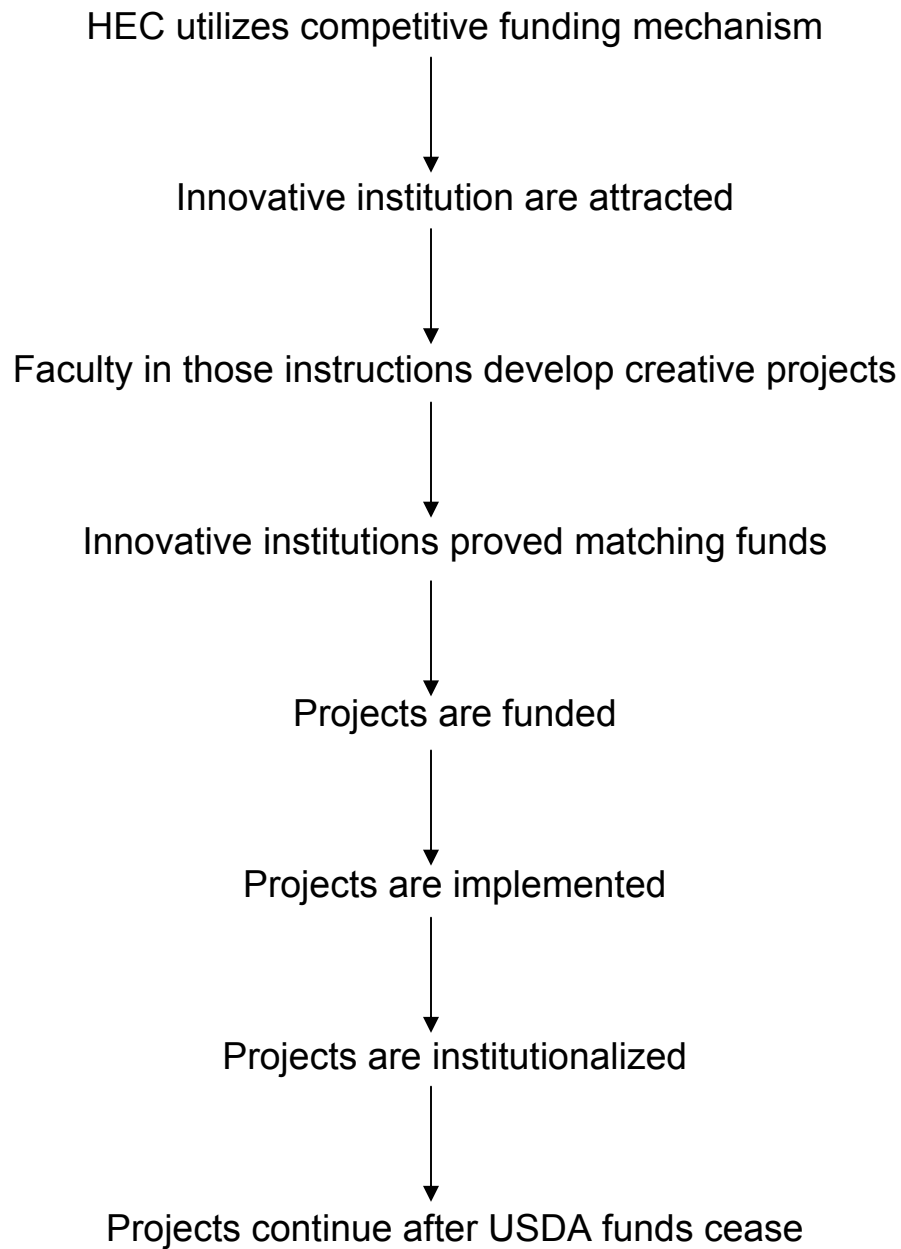 HEC utilizes competitive funding mechanism
Innovative institution are attracted
Faculty in those instructions develop creative projects
Innovative institutions proved matching funds
Projects are funded
Projects are implemented
Projects are institutionalized
Projects continue after USDA funds cease